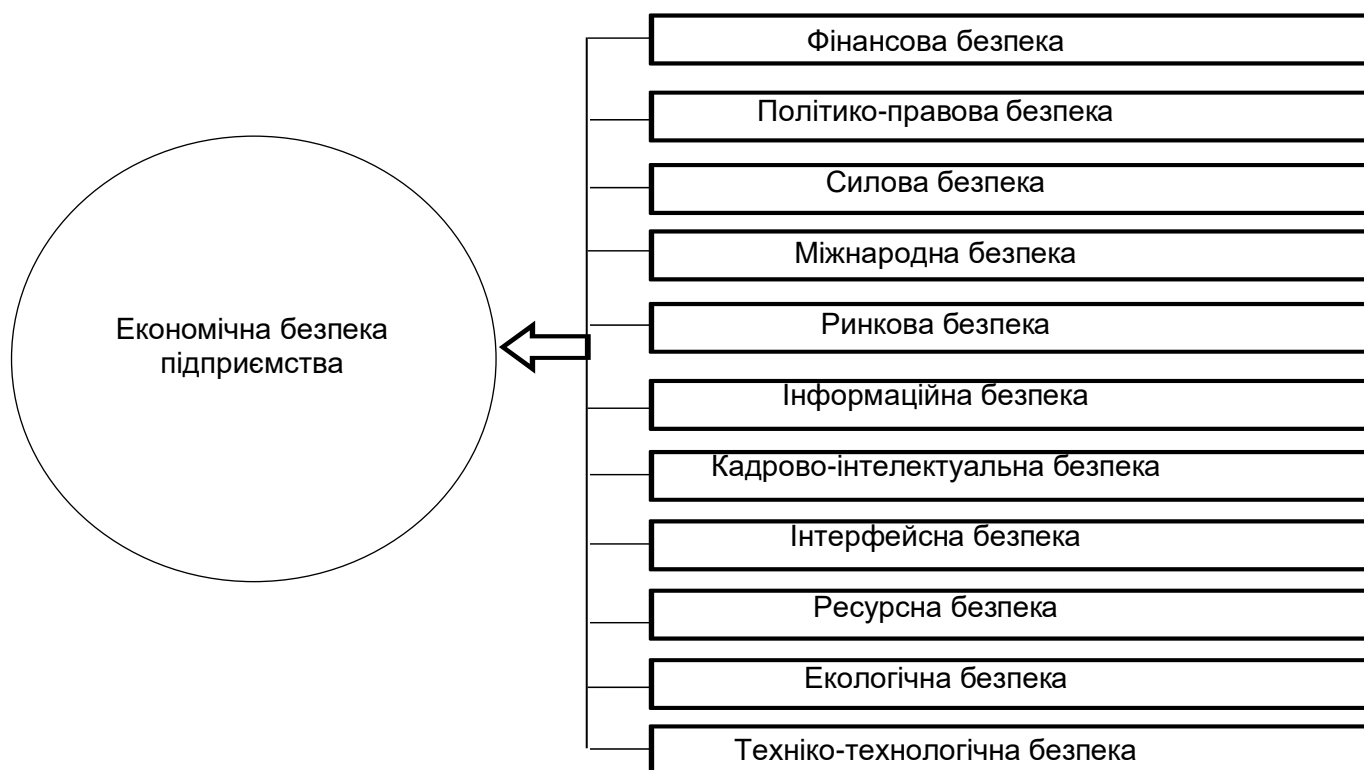 Фінансова безпека
Політико-правова безпека
Силова безпека
Міжнародна безпека
Ринкова безпека
Економічна безпека
підприємства
Інформаційна безпека
Кадрово-інтелектуальна безпека
Інтерфейсна безпека
Ресурсна безпека
Екологічна безпека
Техніко-технологічна безпека